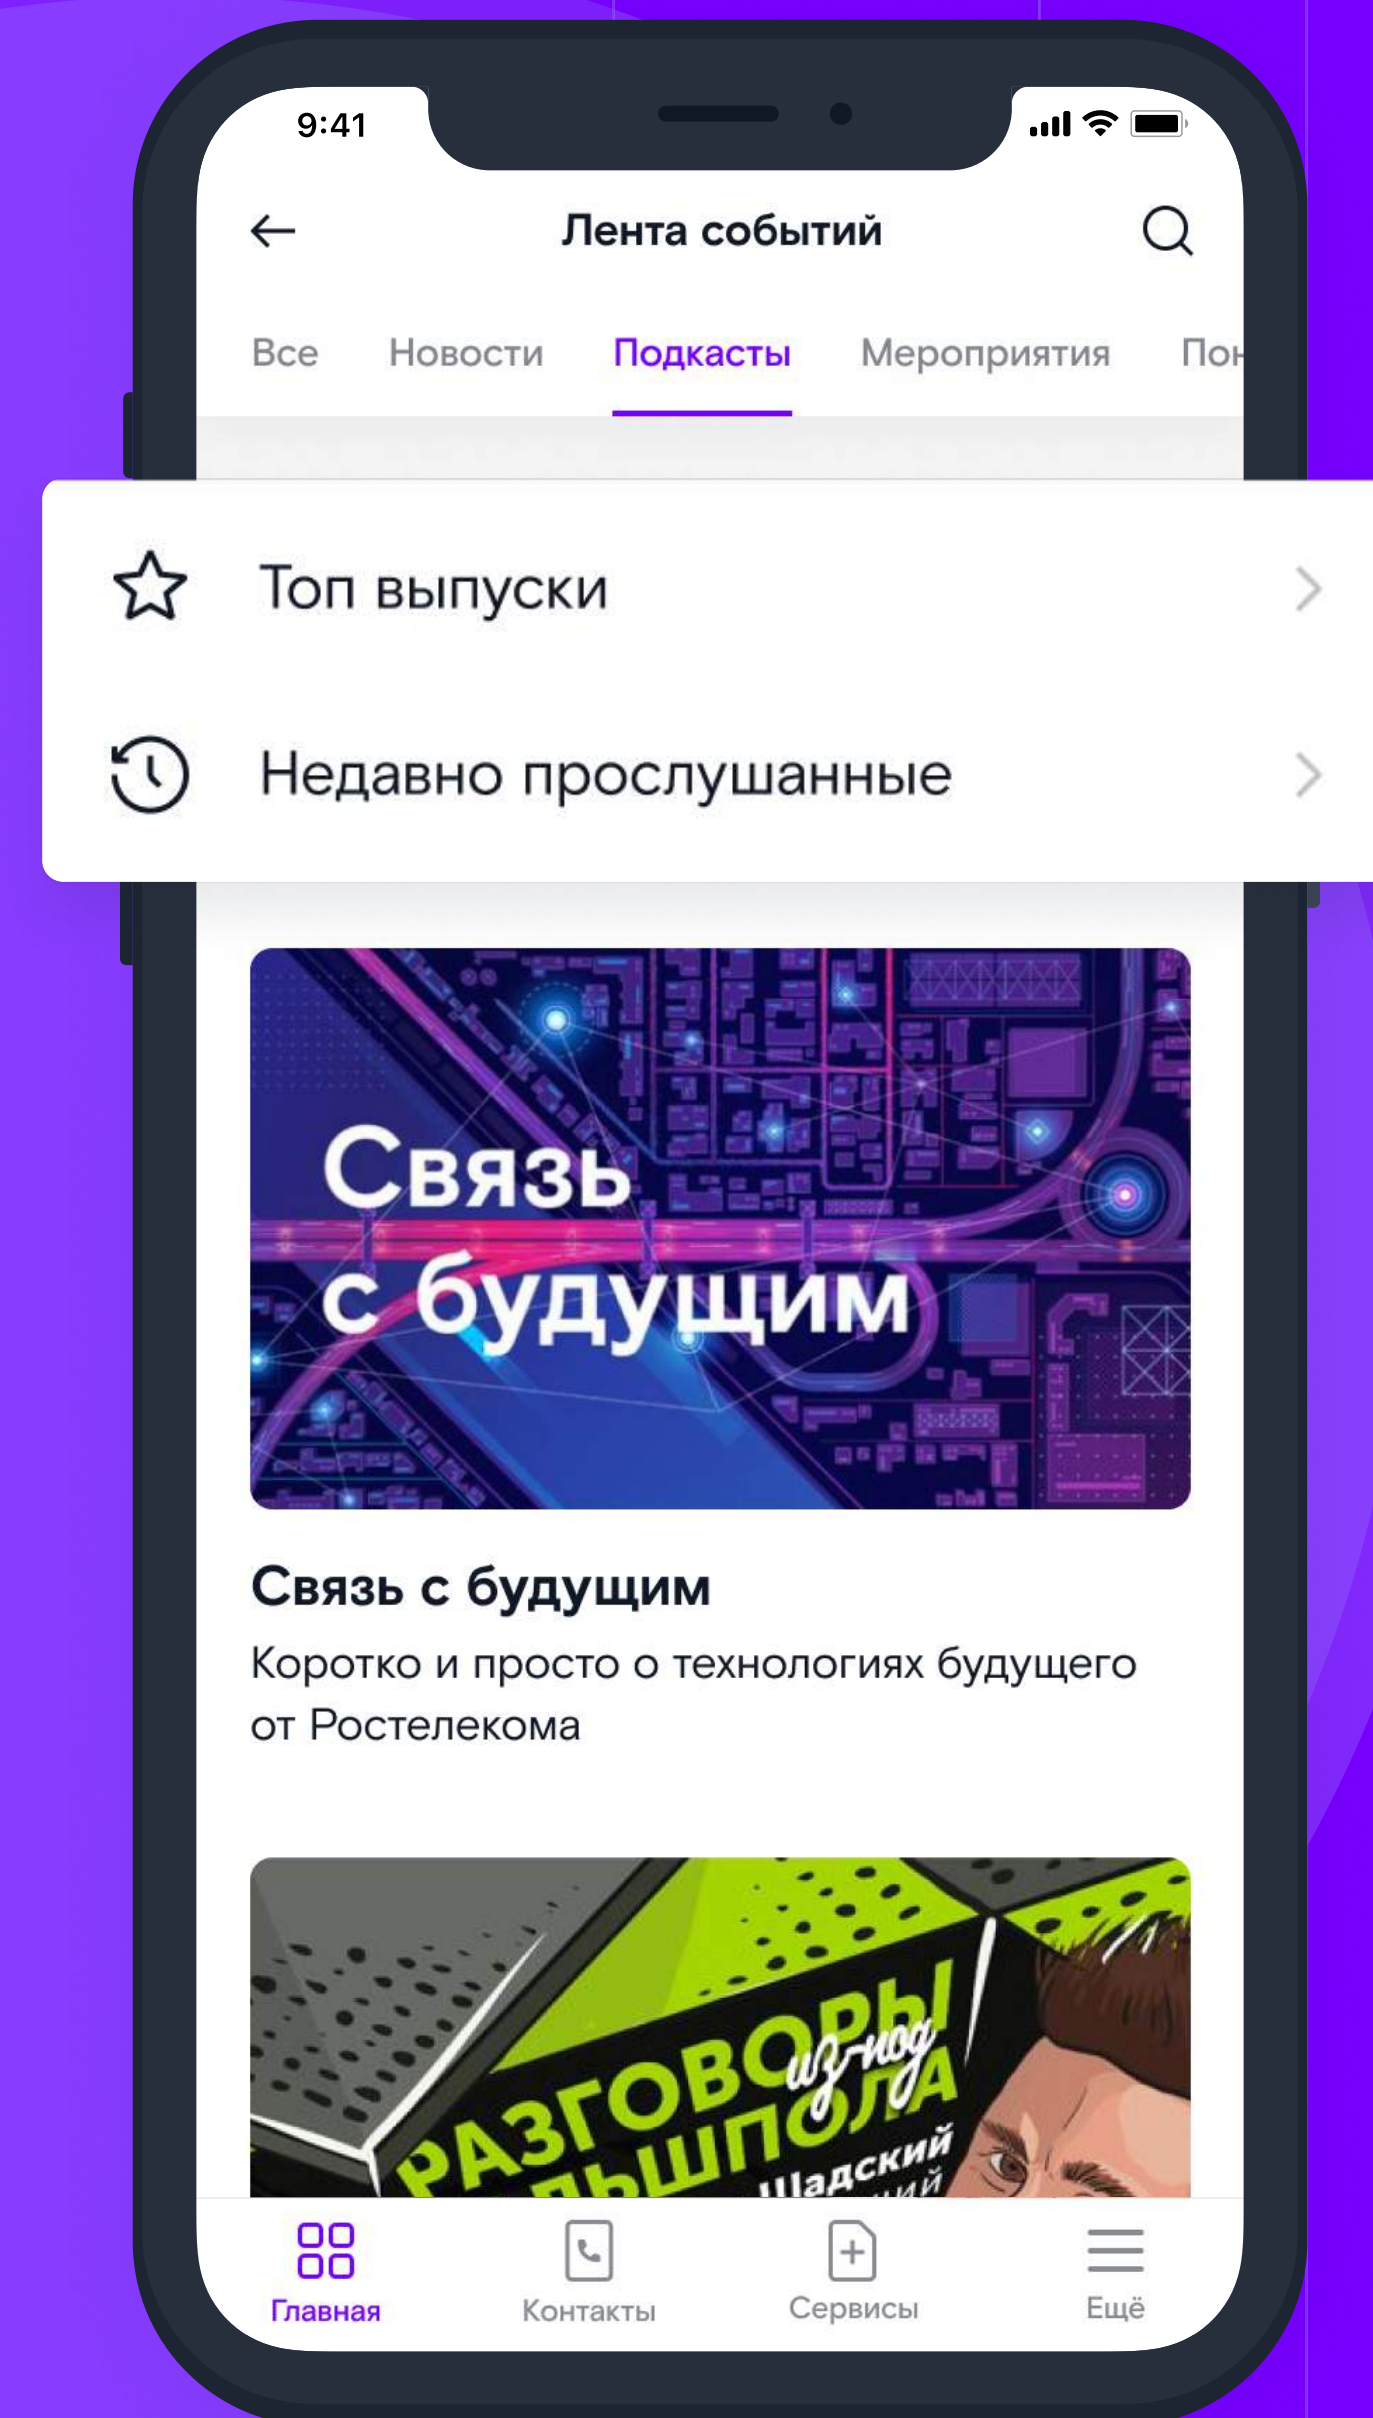 9:41
Лента событий
Все Новости Подкасты Мероприятия
Топ выпуски
Недавно прослушанные
Связь
с будущим
Связь с будущим
Коротко и просто о технологиях будущего
от Ростелекома
РАЗГОВОРЫ
из-под
Шадский
Главная Контакты Сервисы Ещё